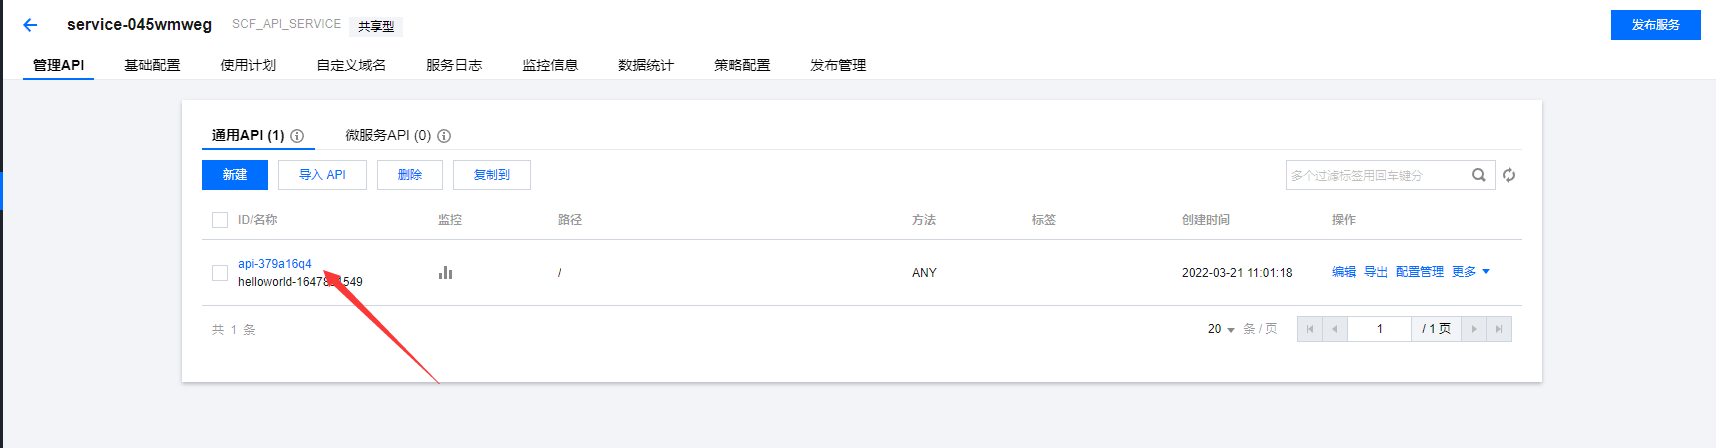 service-045wmweg SCF_API_SERVICE 共享型 发布服务
管理API 基础配置 使用计划 自定义域名 服务日志 监控信息 数据统计 策略配置 发布管理
通用API (1) 微服务API (0)
新建 导入 API 删除 复制到 多个过滤标签用回车键分
ID/名称 监控 路径 方法 标签 创建时间 操作
api-379a16q4
helloworld-1647 549 / ANY 2022-03-21 11:01:18 编辑 导出 配置管理 更多
共 1 条 20 条 / 页 1 / 1 页